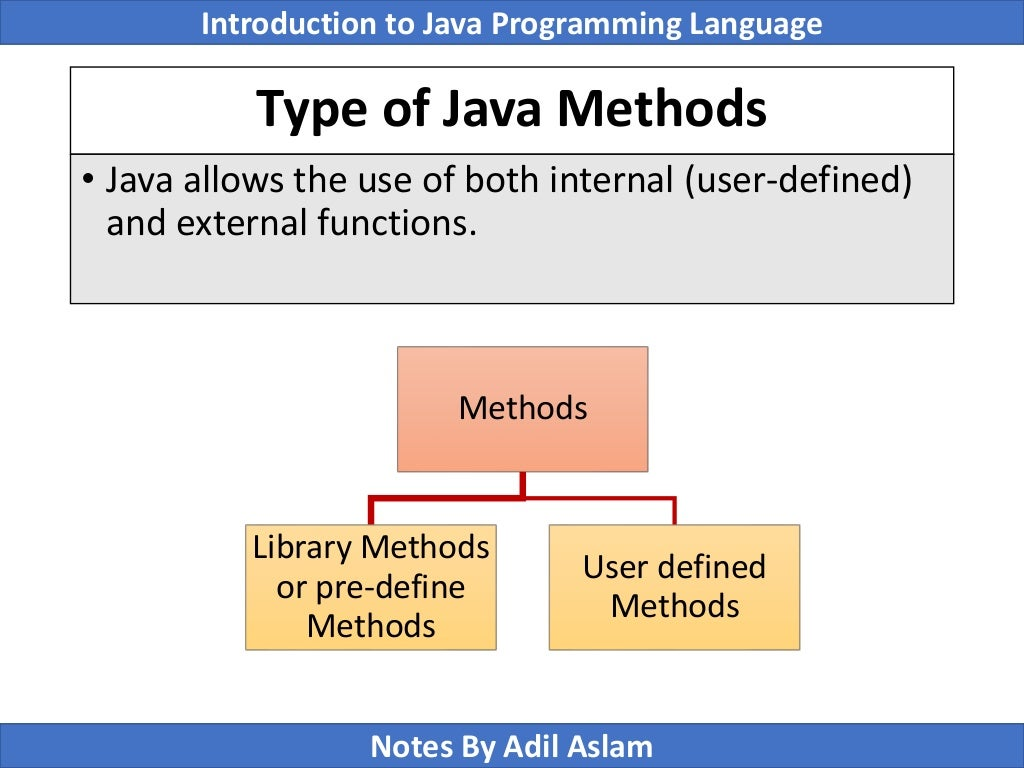 Introduction to Java Programming Language
Type of Java Methods
• Java allows the use of both internal (user-defined)
and external functions.
Methods
Library Methods
or pre-define
Methods
User defined
Methods
Notes By Adil Aslam